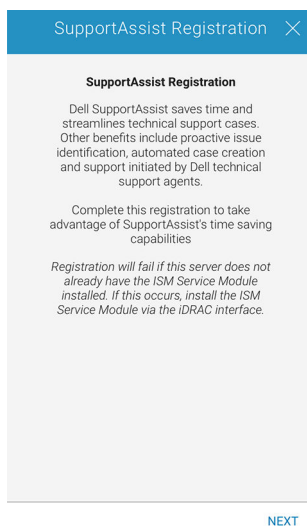 SupportAssist Registration
SupportAssist Registration
Dell SupportAssist saves time and
streamlines technical support cases.
Other benefits include proactive issue
identification, automated case creation
and support initiated by Dell technical
support agents.
Complete this registration to take
advantage of SupportAssist's time saving
capabilities
Registration will fail if this server does not
already have the ISM Service Module
installed. If this occurs, install the ISM
Service Module via the iDRAC interface.
NEXT